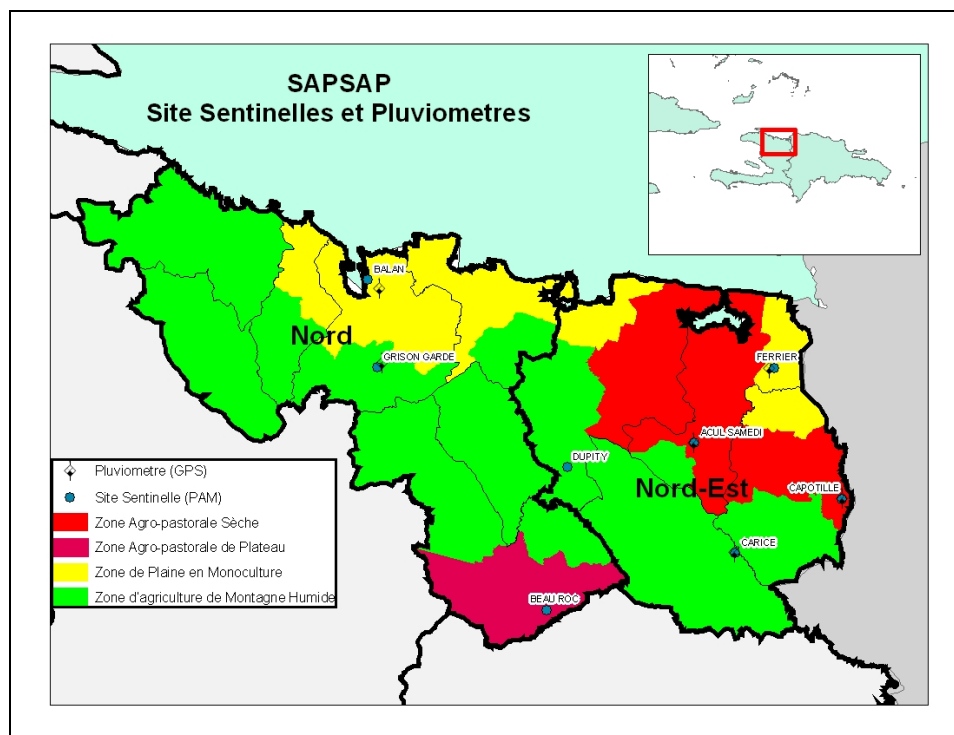 SAPSAP
Site Sentinelles et Pluviometres
BALAN
Nord
GRISON GARDE
FERRIER
ACUL SAMEDI
DUPITY
Nord-Est
CAPOTILLE
CARICE
BEAU ROC
Pluviometre (GPS)
Site Sentinelle (PAM)
Zone Agro-pastorale Sèche
Zone Agro-pastorale de Plateau
Zone de Plaine en Monoculture
Zone d'agriculture de Montagne Humide